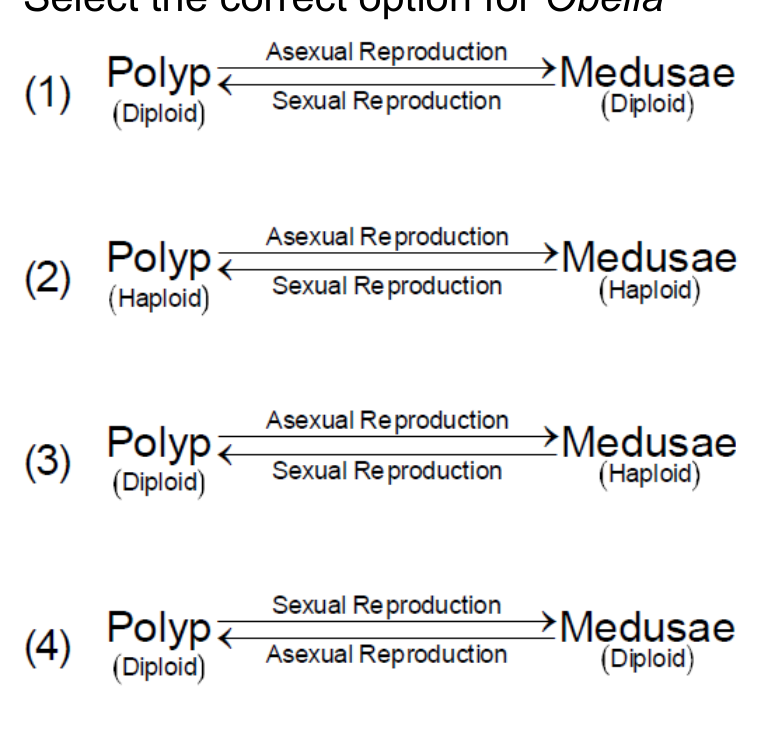 Select the correct option for Obelia
(1) Polyp Asexual Reproduction Medusae
(Diploid) Sexual Reproduction (Diploid)
(2) Polyp Asexual Reproduction Medusae
(Haploid) Sexual Reproduction (Haploid)
(3) Polyp Asexual Reproduction Medusae
(Diploid) Sexual Reproduction (Haploid)
(4) Polyp Sexual Reproduction Medusae
(Diploid) Asexual Reproduction (Diploid)